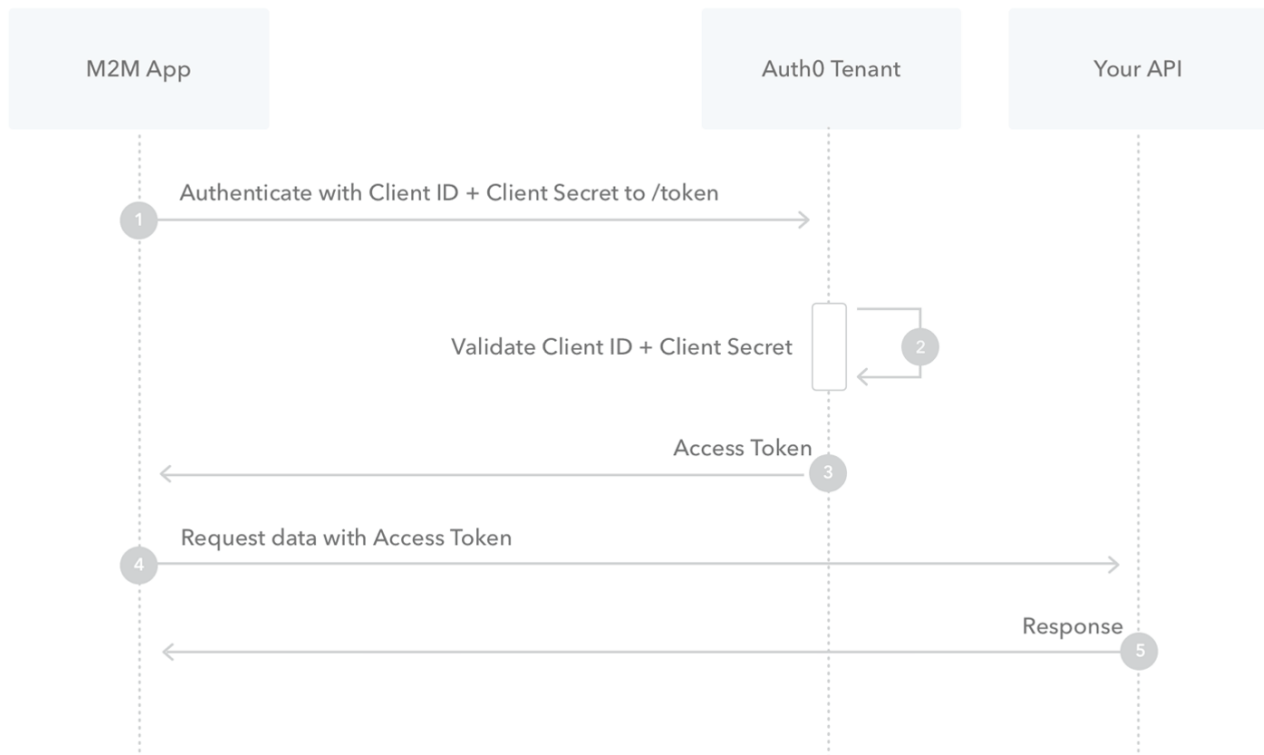 M2M App
Auth0 Tenant
Your API
Authenticate with Client ID + Client Secret to /token
1
Validate Client ID + Client Secret
2
Access Token
3
Request data with Access Token
4
Response
5